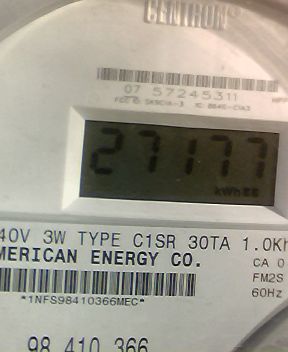 CENTRON
07 57245311
27177
kWh
40V 3W TYPE C1SR 30TA 1.0Kh
MERICAN ENERGY CO.
CA 0
FM2S
60Hz
*1NFS98410366MEC*
98 410 366